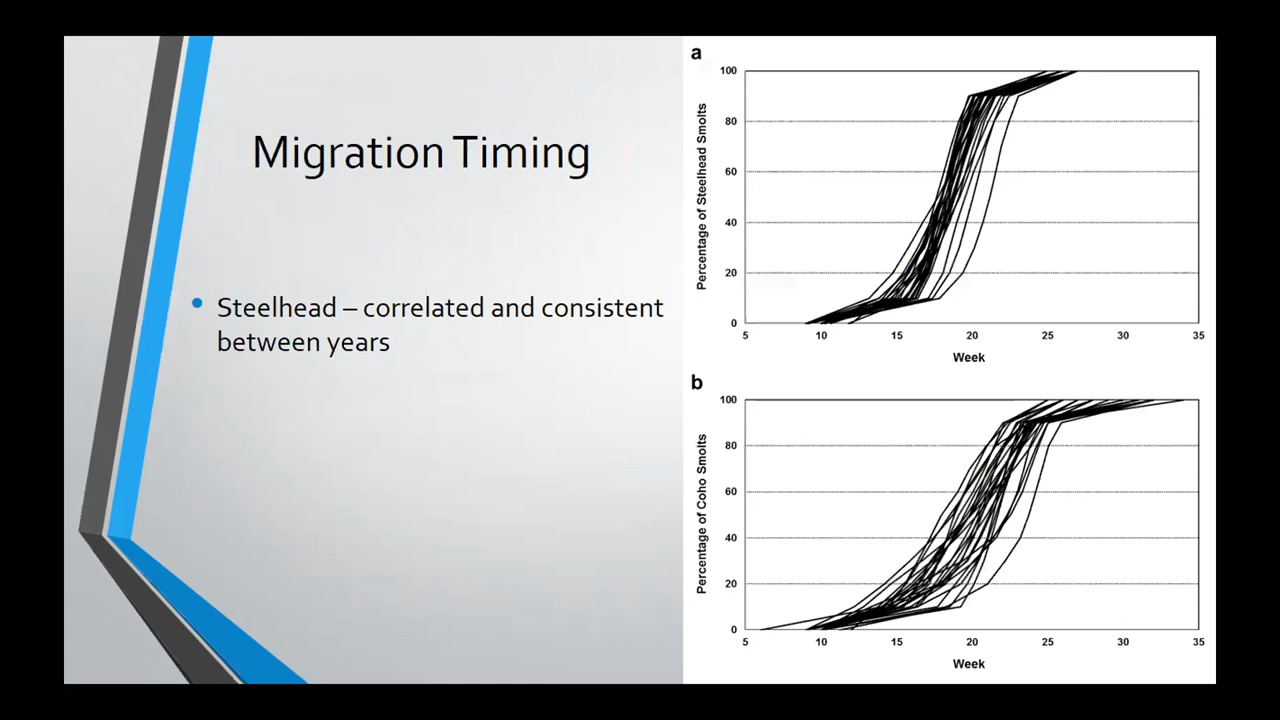 Migration Timing
• Steelhead – correlated and consistent
between years
a
Percentage of Steelhead Smolts
100
80
60
40
20
0
5 10 15 20 25 30 35
Week
b
Percentage of Coho Smolts
100
80
60
40
20
0
5 10 15 20 25 30 35
Week